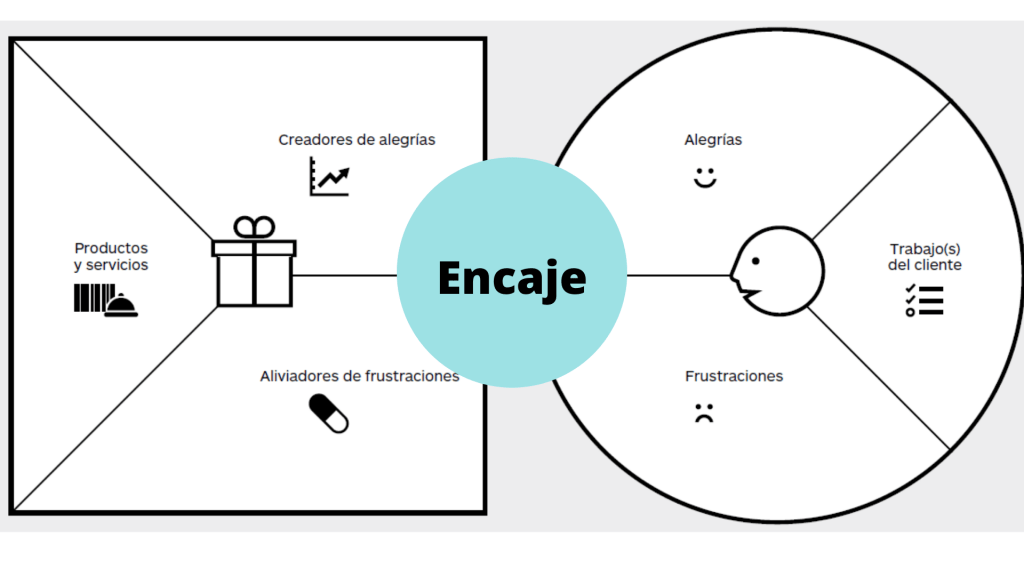 Creadores de alegrías
Productos
y servicios
Aliviadores de frustraciones
Encaje
Alegrías
Trabajo(s)
del cliente
Frustraciones